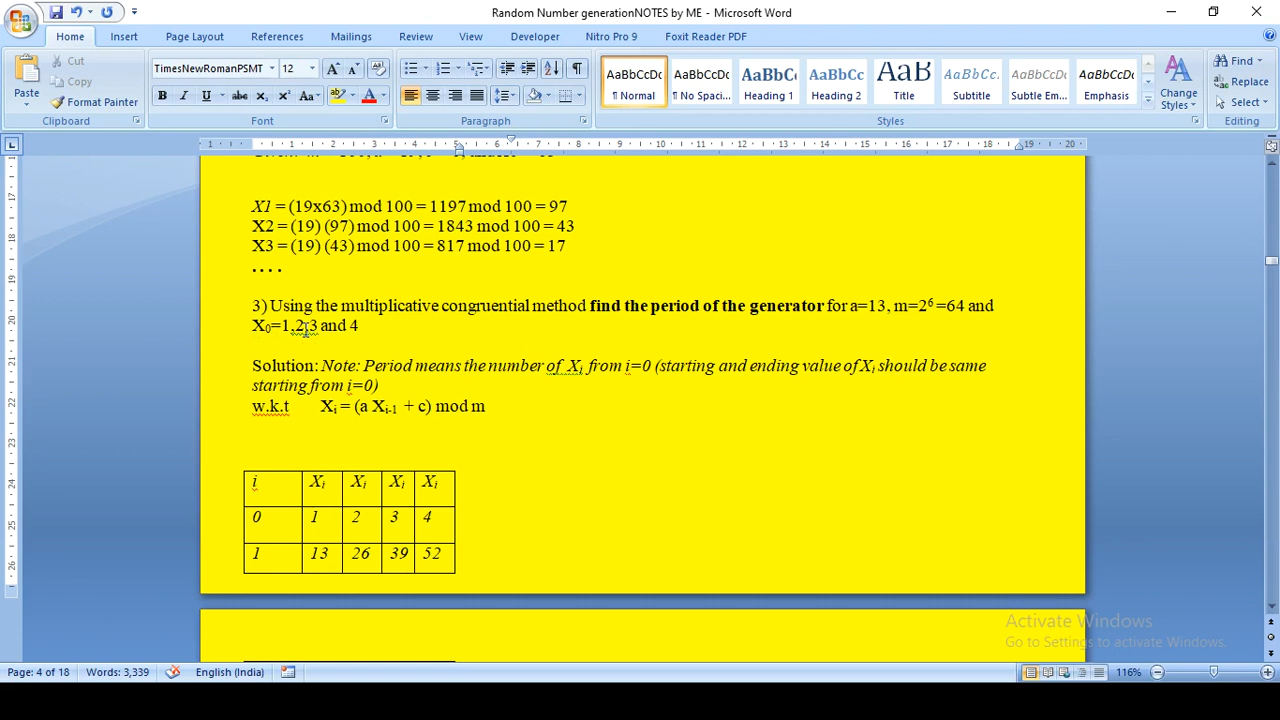 Random Number generationNOTES by ME - Microsoft Word
Home Insert Page Layout References Mailings Review View Developer Nitro Pro 9 Foxit Reader PDF
Paste
Cut
Copy
Format Painter
Clipboard
TimesNewRomanPSMT 12
Font
Paragraph
AaBbCcDc AaBbCcDc AaBbCc AaBbCc AaB AaBbCc. AaBbCcDc AaBbCcDc
¶ Normal ¶ No Spaci... Heading 1 Heading 2 Title Subtitle Subtle Em... Emphasis
Styles
Change
Styles
Find
Replace
Select
Editing
X1 = (19x63) mod 100 = 1197 mod 100 = 97
X2 = (19) (97) mod 100 = 1843 mod 100 = 43
X3 = (19) (43) mod 100 = 817 mod 100 = 17
. . . .
3) Using the multiplicative congruential method find the period of the generator for a=13, m=2⁶ =64 and
X₀=1,2,3 and 4
Solution: Note: Period means the number of Xᵢ from i=0 (starting and ending value of Xᵢ should be same
starting from i=0)
w.k.t Xᵢ = (a Xᵢ₋₁ + c) mod m
i Xᵢ Xᵢ Xᵢ Xᵢ
0 1 2 3 4
1 13 26 39 52
Activate Windows
Go to Settings to activate Windows.
Page: 4 of 18 Words: 3,339 English (India) 116%